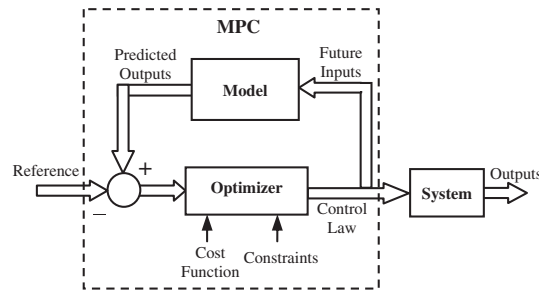 MPC
Predicted
Outputs
Future
Inputs
Model
Reference
+
−
Optimizer
Control
Law
System
Outputs
Cost
Function
Constraints